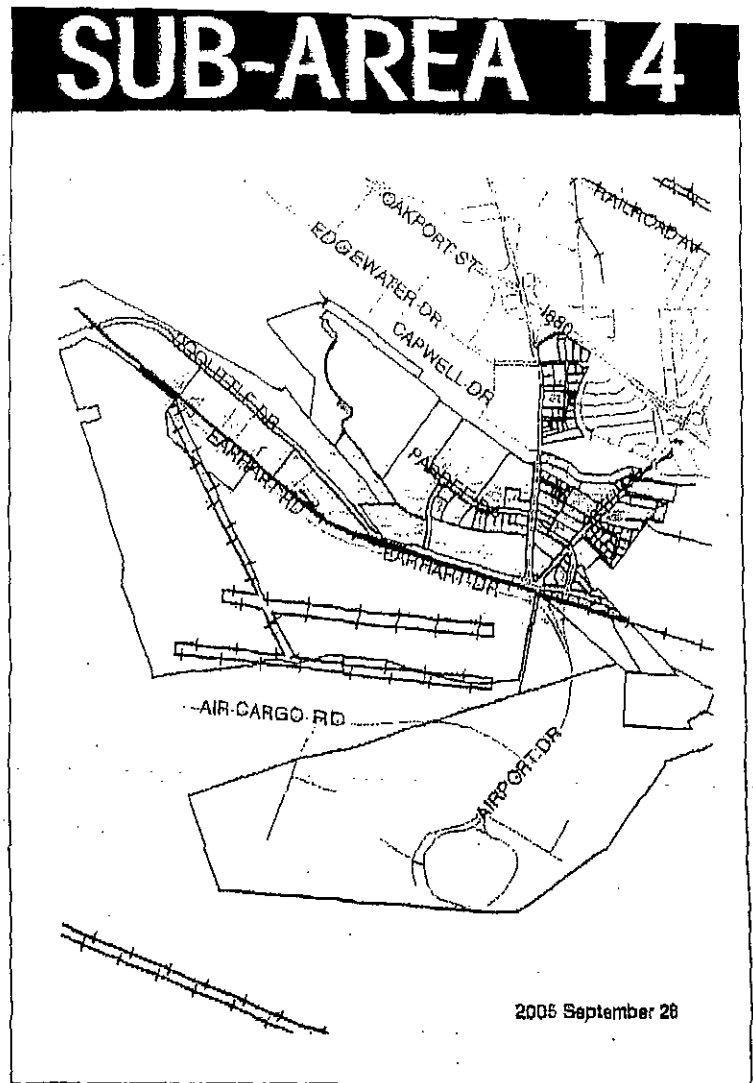 SUB-AREA 14
RAILROAD AV
OAKPORT ST
EDGEWATER DR
I880
CAPWELL DR
DOOLITTLE DR
EARHART RD
EARHART DR
AIR CARGO RD
AIRPORT DR
2005 September 28